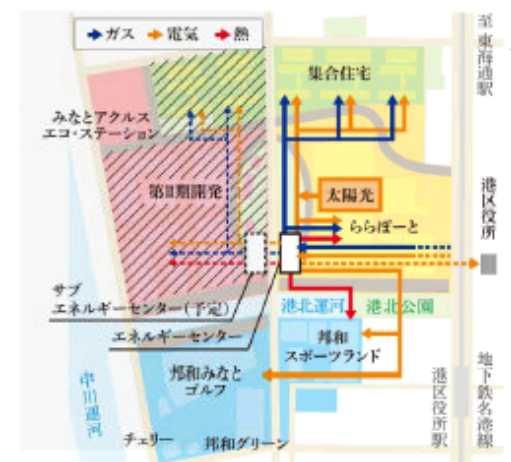 ガス 電気 熱
至東海通駅
集合住宅
みなとアクルス
エコ・ステーション
第Ⅱ期開発
太陽光
港区役所
ららぽーと
サブ
エネルギーセンター(予定)
エネルギーセンター
港北運河
港北公園
邦和
スポーツランド
邦和みなと
ゴルフ
中川運河
港区役所駅
地下鉄名港線
チェリー
邦和グリーン